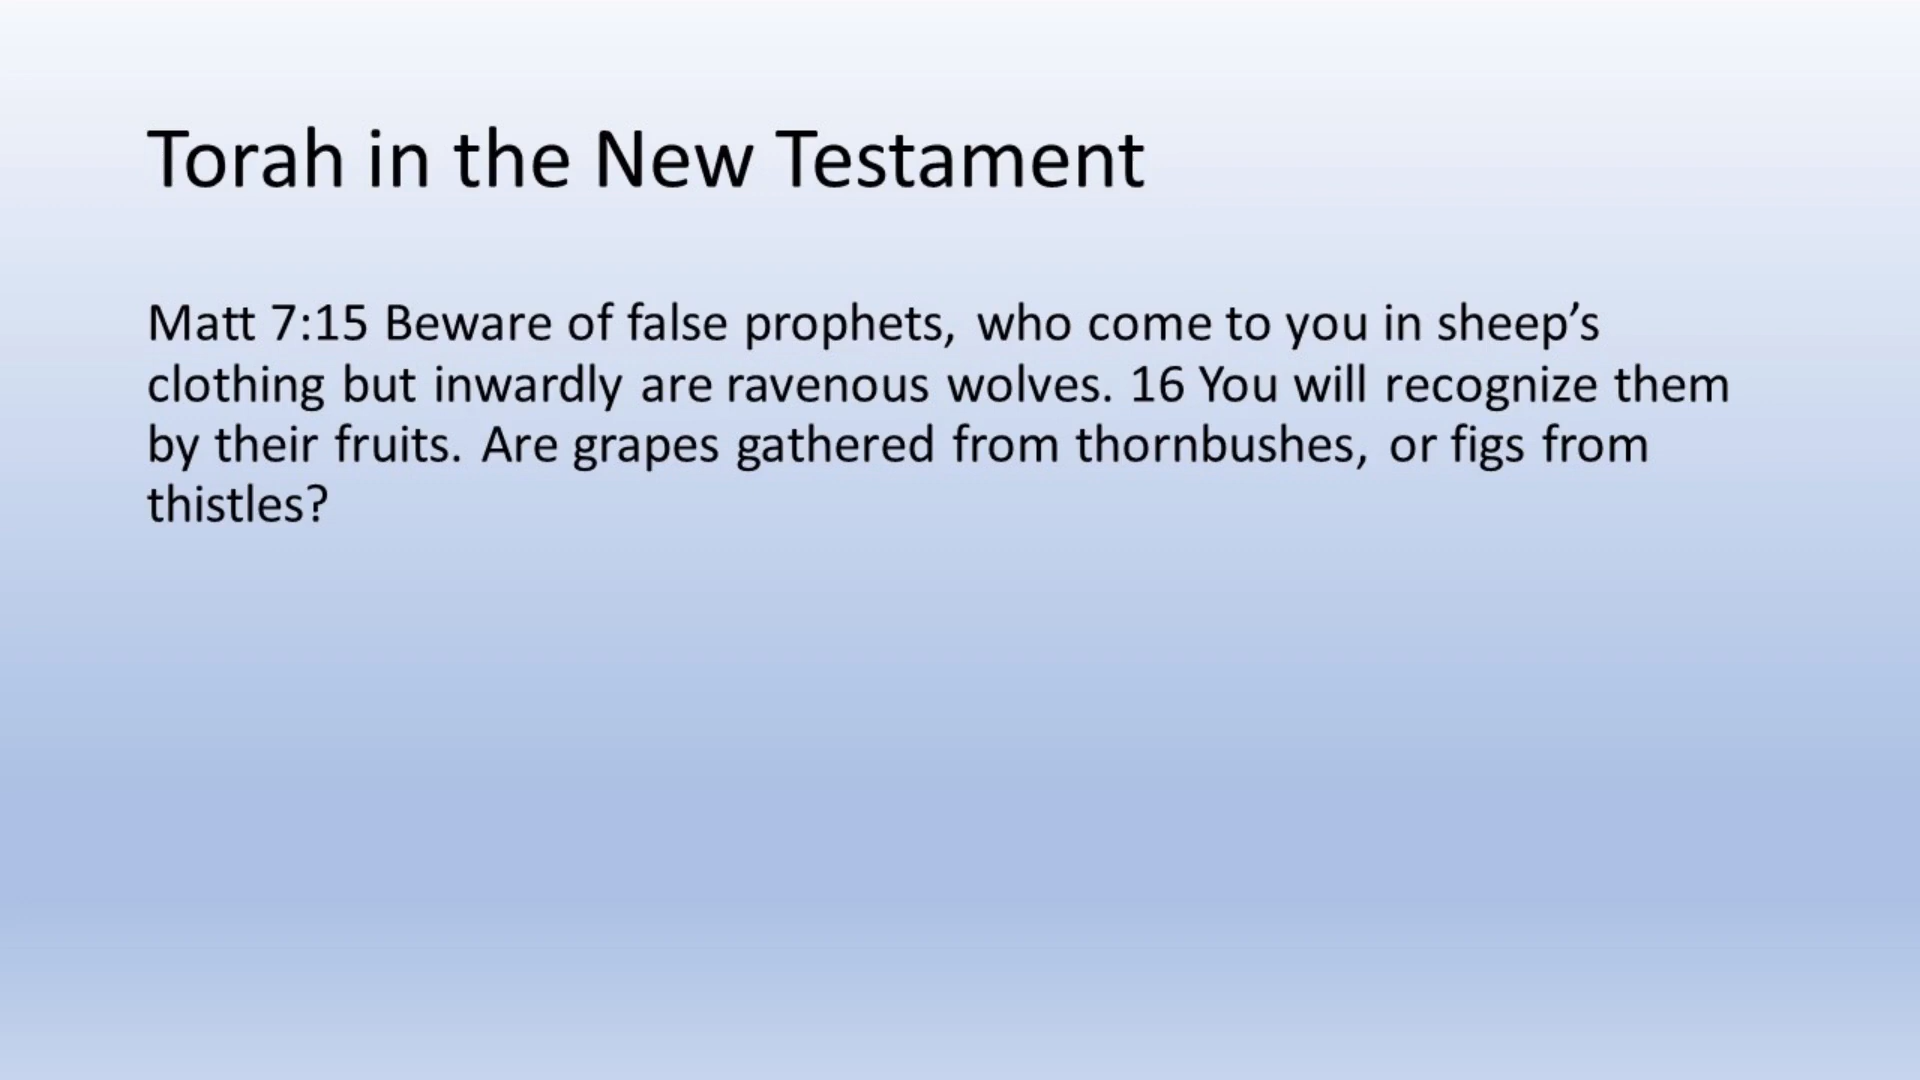 Torah in the New Testament
Matt 7:15 Beware of false prophets, who come to you in sheep’s
clothing but inwardly are ravenous wolves. 16 You will recognize them
by their fruits. Are grapes gathered from thornbushes, or figs from
thistles?